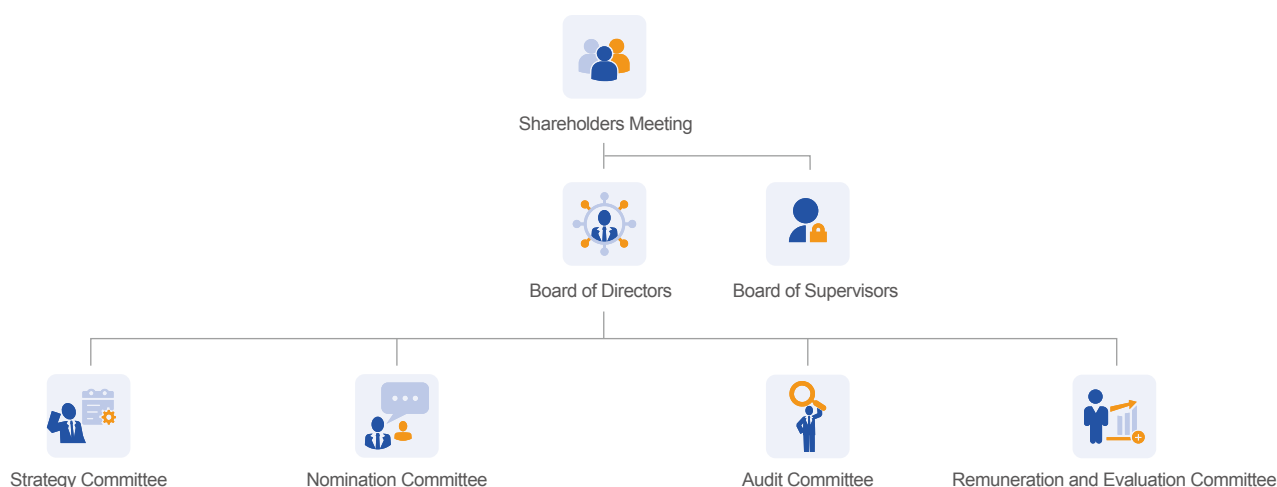 Shareholders Meeting
Board of Directors
Board of Supervisors
Strategy Committee
Nomination Committee
Audit Committee
Remuneration and Evaluation Committee